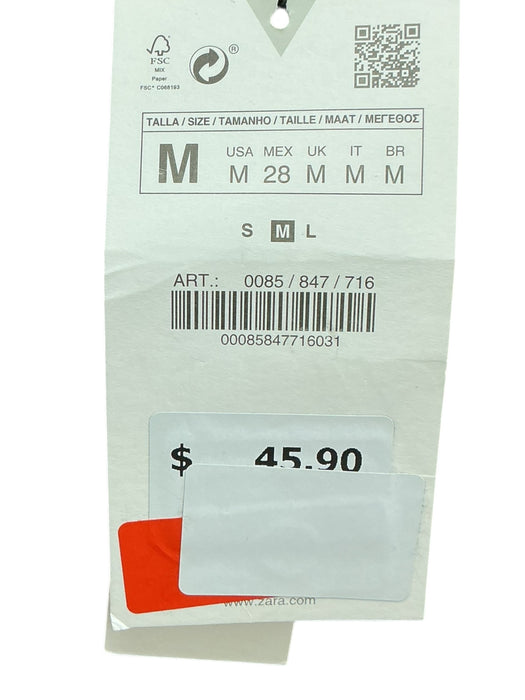 FSC
MIX
Paper
FSC® C068193
®
TALLA / SIZE / TAMANHO / TAILLE / MAAT / ΜΕΓΕΘΟΣ
M
USA MEX UK IT BR
M 28 M M M
S M L
ART.: 0085 / 847 / 716
00085847716031
$ 45.90
www.zara.com